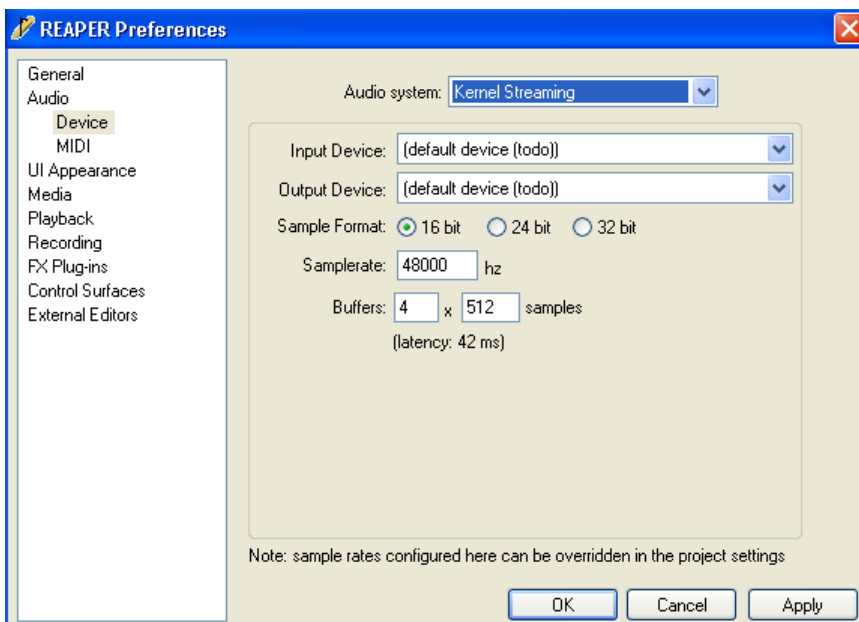 REAPER Preferences
General
Audio
Device
MIDI
UI Appearance
Media
Playback
Recording
FX Plug-ins
Control Surfaces
External Editors
Audio system: Kernel Streaming
Input Device: (default device (todo))
Output Device: (default device (todo))
Sample Format: 16 bit 24 bit 32 bit
Samplerate: 48000 hz
Buffers: 4 x 512 samples
(latency: 42 ms)
Note: sample rates configured here can be overridden in the project settings
OK Cancel Apply